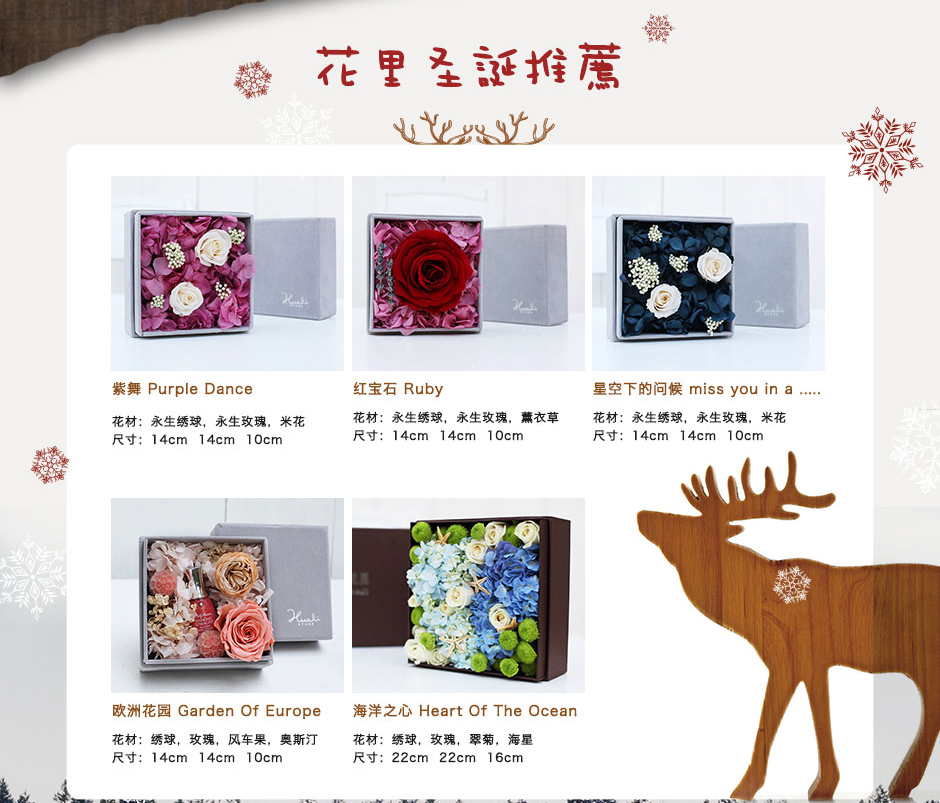 花里圣誕推薦
Huali
Huali
Huali
紫舞 Purple Dance
花材：永生绣球，永生玫瑰，米花
尺寸：14cm 14cm 10cm
红宝石 Ruby
花材：永生绣球，永生玫瑰，薰衣草
尺寸：14cm 14cm 10cm
星空下的问候 miss you in a .....
花材：永生绣球，永生玫瑰，米花
尺寸：14cm 14cm 10cm
Huali
欧洲花园 Garden Of Europe
花材：绣球，玫瑰，风车果，奥斯汀
尺寸：14cm 14cm 10cm
海洋之心 Heart Of The Ocean
花材：绣球，玫瑰，翠菊，海星
尺寸：22cm 22cm 16cm